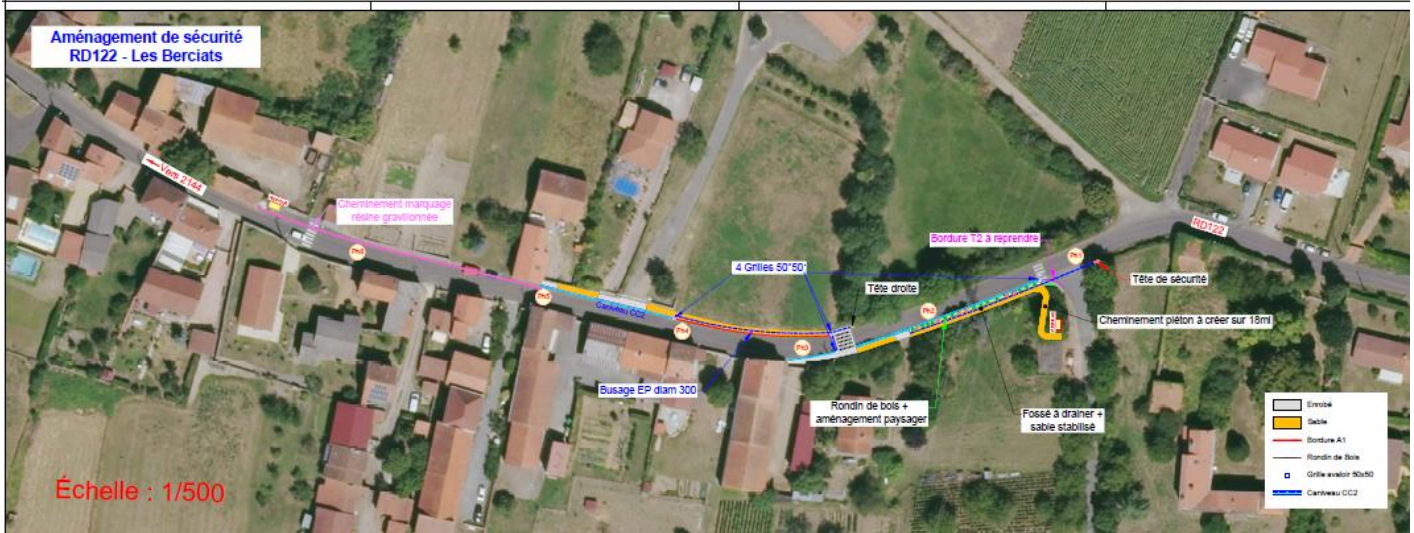 Aménagement de sécurité
RD122 - Les Berciats
Vers 2144
Cheminement marquage
résine gravillonnée
Ph6
Ph5
Caniveau CC2
4 Grilles 50*50
Ph4
Busage EP diam 300
Ph3
Tête droite
Ph2
Bordure T2 à reprendre
Ph1
RD122
Tête de sécurité
Cheminement piéton à créer sur 18ml
Rondin de bois +
aménagement paysager
Fossé à drainer +
sable stabilisé
Échelle : 1/500
Enrobé
Sable
Bordure A1
Rondin de Bois
Grille avaloir 50x50
Caniveau CC2